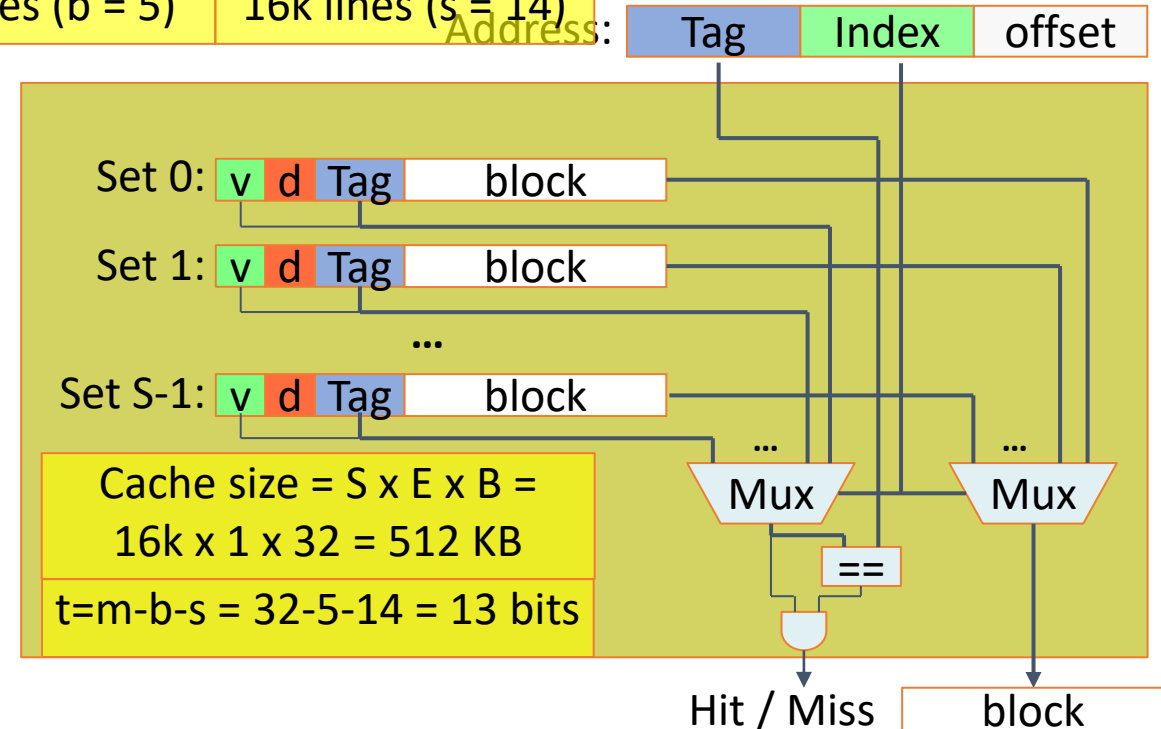 es (b = 5) 16k lines (s = 14)
Address: Tag Index offset
Set 0: v d Tag block
Set 1: v d Tag block
...
Set S-1: v d Tag block
... ...
Cache size = S x E x B =
16k x 1 x 32 = 512 KB
t=m-b-s = 32-5-14 = 13 bits
Mux Mux
==
Hit / Miss block